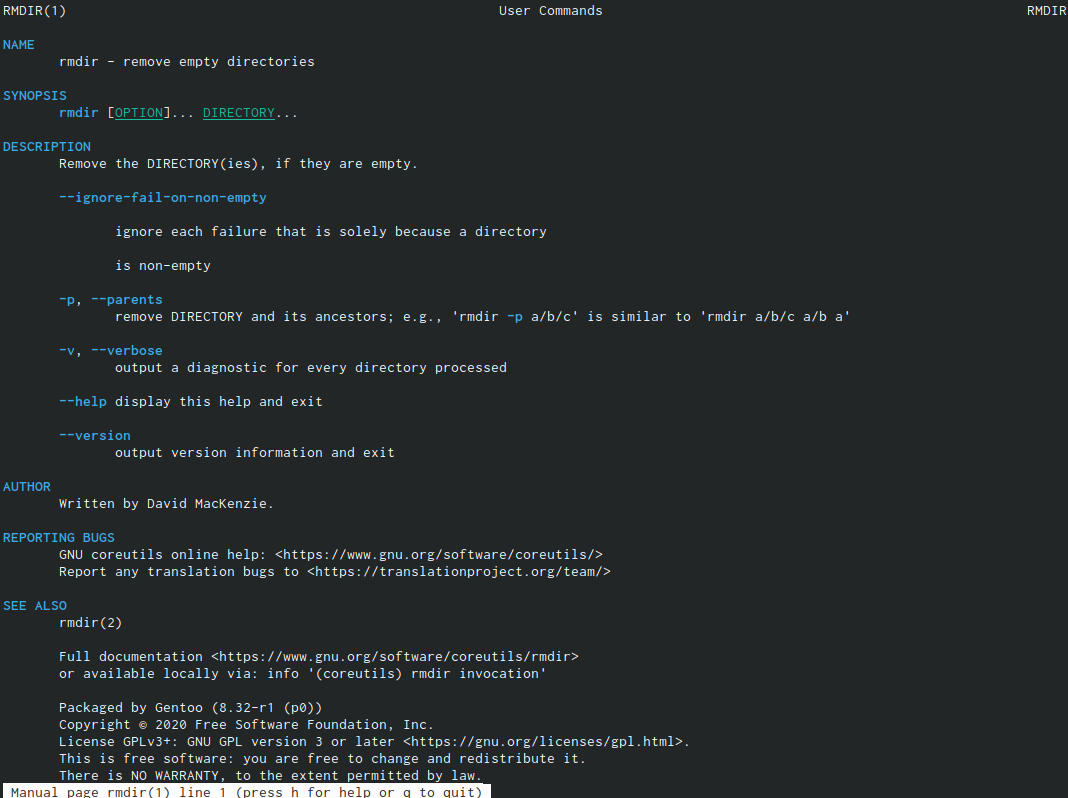 RMDIR(1) User Commands RMDIR
NAME
rmdir - remove empty directories
SYNOPSIS
rmdir [OPTION]... DIRECTORY...
DESCRIPTION
Remove the DIRECTORY(ies), if they are empty.
--ignore-fail-on-non-empty
ignore each failure that is solely because a directory
is non-empty
-p, --parents
remove DIRECTORY and its ancestors; e.g., 'rmdir -p a/b/c' is similar to 'rmdir a/b/c a/b a'
-v, --verbose
output a diagnostic for every directory processed
--help display this help and exit
--version
output version information and exit
AUTHOR
Written by David MacKenzie.
REPORTING BUGS
GNU coreutils online help: <https://www.gnu.org/software/coreutils/>
Report any translation bugs to <https://translationproject.org/team/>
SEE ALSO
rmdir(2)
Full documentation <https://www.gnu.org/software/coreutils/rmdir>
or available locally via: info '(coreutils) rmdir invocation'
Packaged by Gentoo (8.32-r1 (p0))
Copyright © 2020 Free Software Foundation, Inc.
License GPLv3+: GNU GPL version 3 or later <https://gnu.org/licenses/gpl.html>.
This is free software: you are free to change and redistribute it.
There is NO WARRANTY, to the extent permitted by law.
Manual page rmdir(1) line 1 (press h for help or q to quit)